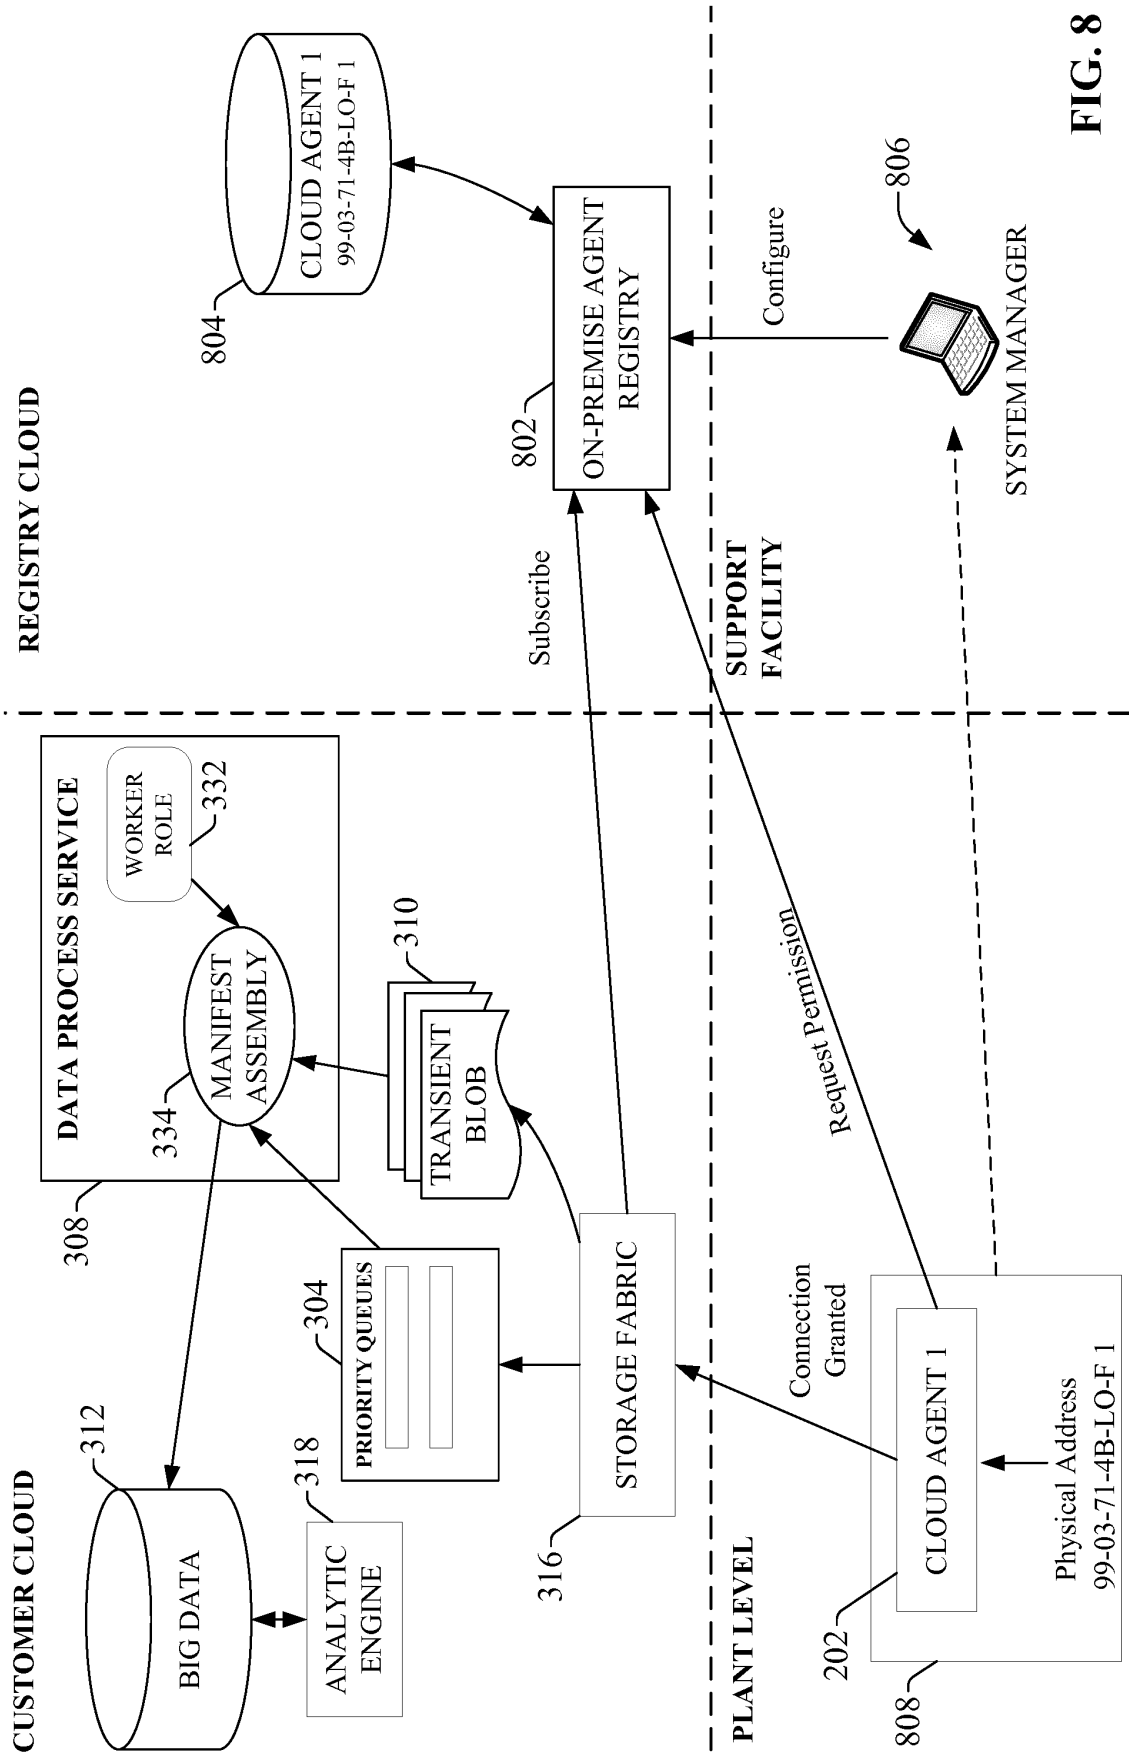 CUSTOMER CLOUD
REGISTRY CLOUD
312
BIG DATA
318
ANALYTIC
ENGINE
308
DATA PROCESS SERVICE
WORKER
ROLE
332
334
MANIFEST
ASSEMBLY
304
PRIORITY QUEUES
310
TRANSIENT
BLOB
316
STORAGE FABRIC
Subscribe
804
CLOUD AGENT 1
99-03-71-4B-LO-F 1
802
ON-PREMISE AGENT
REGISTRY
PLANT LEVEL
SUPPORT
FACILITY
Connection
Granted
Request Permission
Configure
202
CLOUD AGENT 1
808
Physical Address
99-03-71-4B-LO-F 1
806
SYSTEM MANAGER
FIG. 8